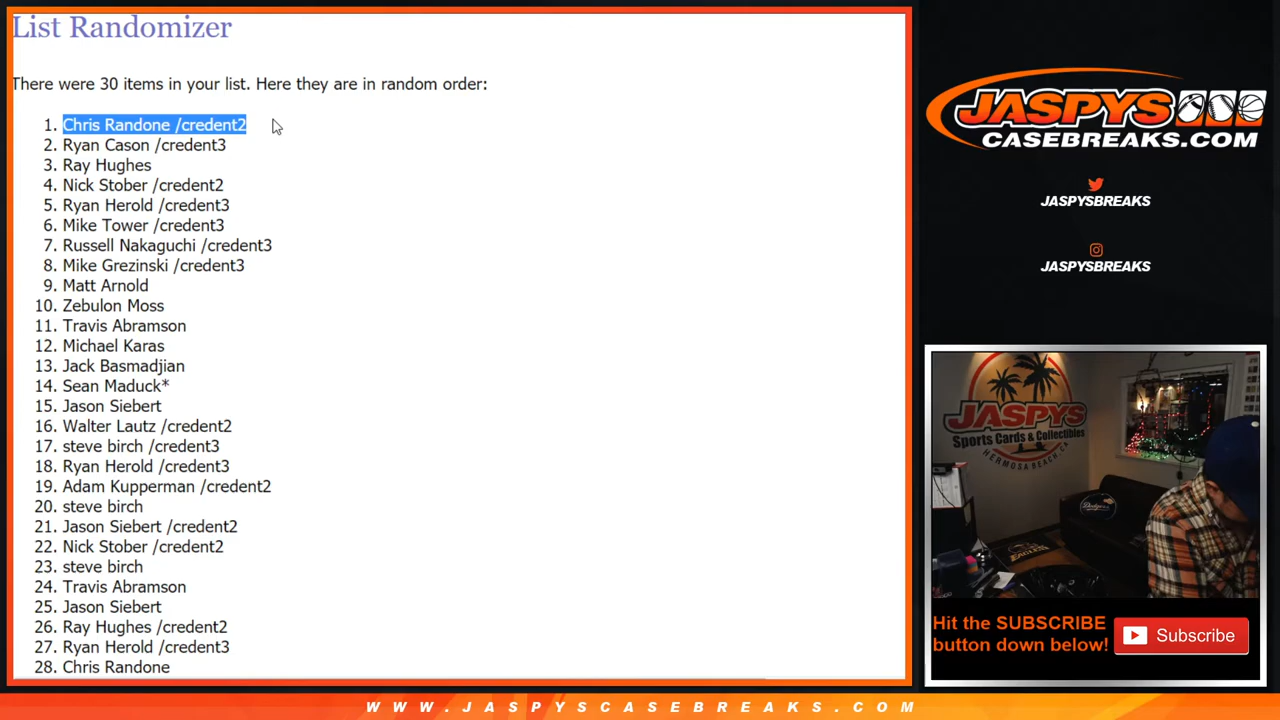 List Randomizer
There were 30 items in your list. Here they are in random order:
1. Chris Randone /credent2
2. Ryan Cason /credent3
3. Ray Hughes
4. Nick Stober /credent2
5. Ryan Herold /credent3
6. Mike Tower /credent3
7. Russell Nakaguchi /credent3
8. Mike Grezinski /credent3
9. Matt Arnold
10. Zebulon Moss
11. Travis Abramson
12. Michael Karas
13. Jack Basmadjian
14. Sean Maduck*
15. Jason Siebert
16. Walter Lautz /credent2
17. steve birch /credent3
18. Ryan Herold /credent3
19. Adam Kupperman /credent2
20. steve birch
21. Jason Siebert /credent2
22. Nick Stober /credent2
23. steve birch
24. Travis Abramson
25. Jason Siebert
26. Ray Hughes /credent2
27. Ryan Herold /credent3
28. Chris Randone
JASPYS
CASEBREAKS.COM
JASPYSBREAKS
JASPYSBREAKS
JASPYS
Sports Cards & Collectibles
HERMOSA BEACH, CA
Dodgers
EAGLES
Hit the SUBSCRIBE
button down below!
Subscribe
WWW.JASPYSCASEBREAKS.COM